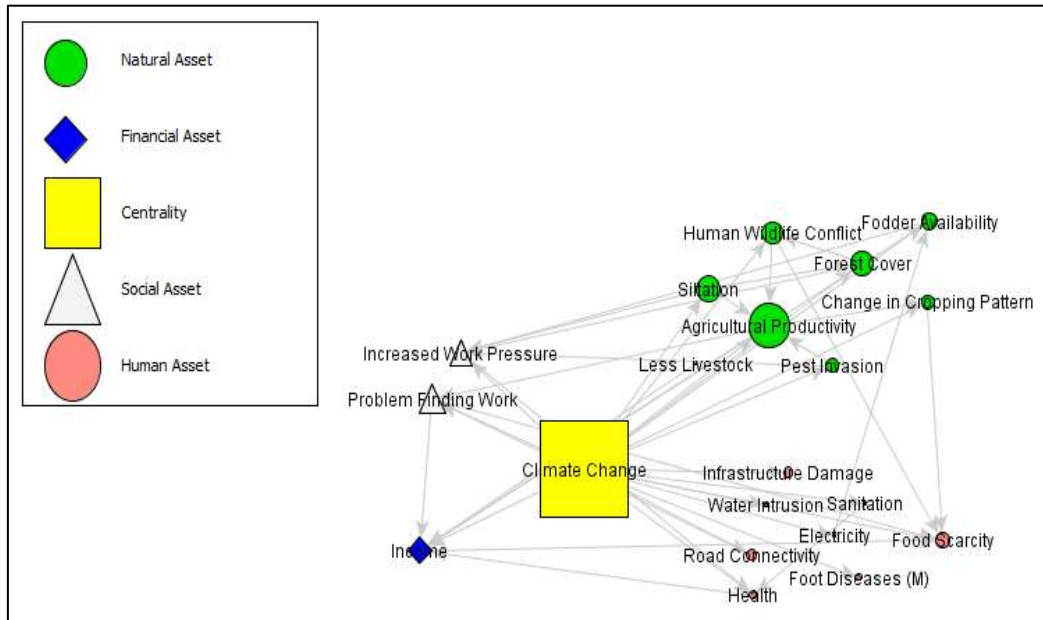 Natural Asset
Financial Asset
Centrality
Social Asset
Human Asset
Fodder Availability
Human Wildlife Conflict
Forest Cover
Siltation
Change in Cropping Pattern
Agricultural Productivity
Increased Work Pressure
Less Livestock
Pest Invasion
Problem Finding Work
Climate Change
Infrastructure Damage
Water Intrusion
Sanitation
Electricity
Food Scarcity
Income
Road Connectivity
Foot Diseases (M)
Health